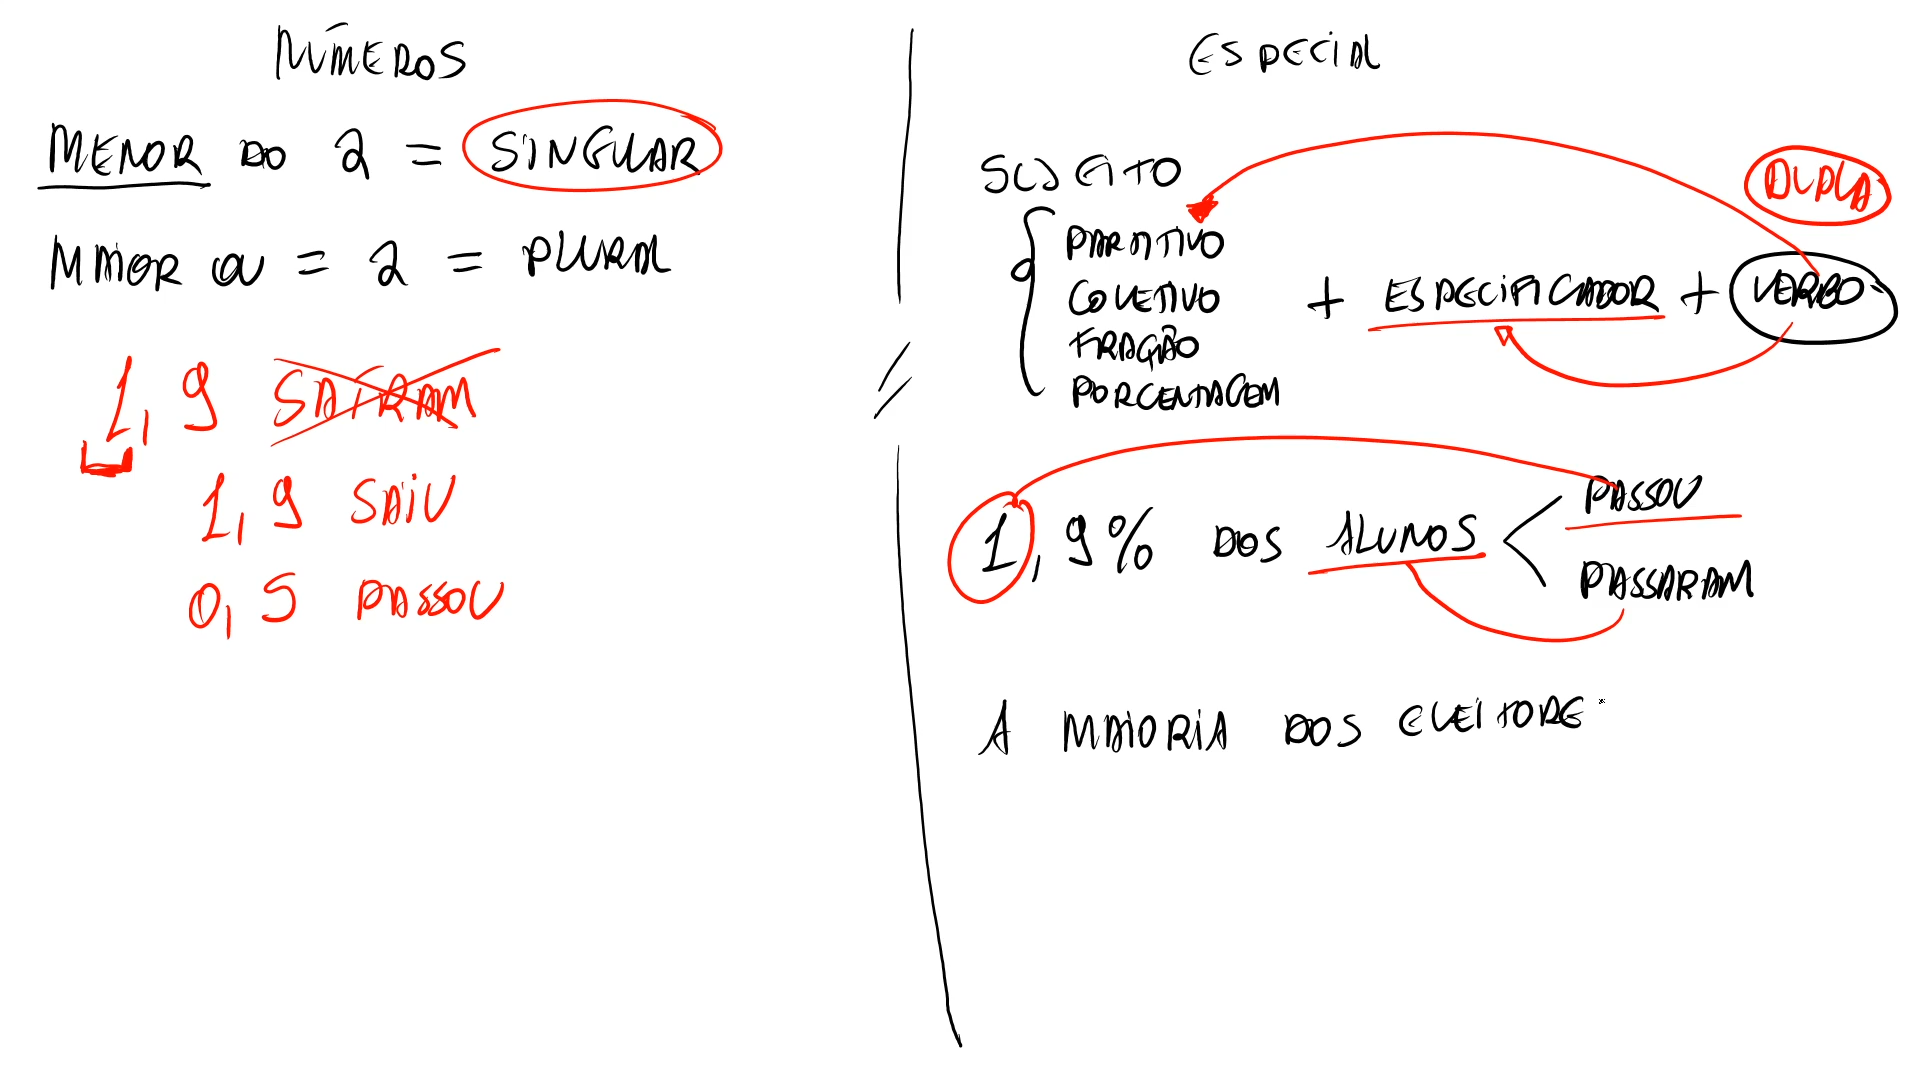 NÚMEROS
MENOR DO 2 = SINGULAR
MAIOR OU = 2 = PLURAL
1,9 SAÍRAM
1,9 SAIU
0,5 PASSOU
ESPECIAL
SUJEITO
DUPLA
PARTITIVO
COLETIVO
FRAÇÃO
PORCENTAGEM
+ ESPECIFICADOR + VERBO
1,9% DOS ALUNOS < PASSOU
PASSARAM
A MAIORIA DOS ELEITORE